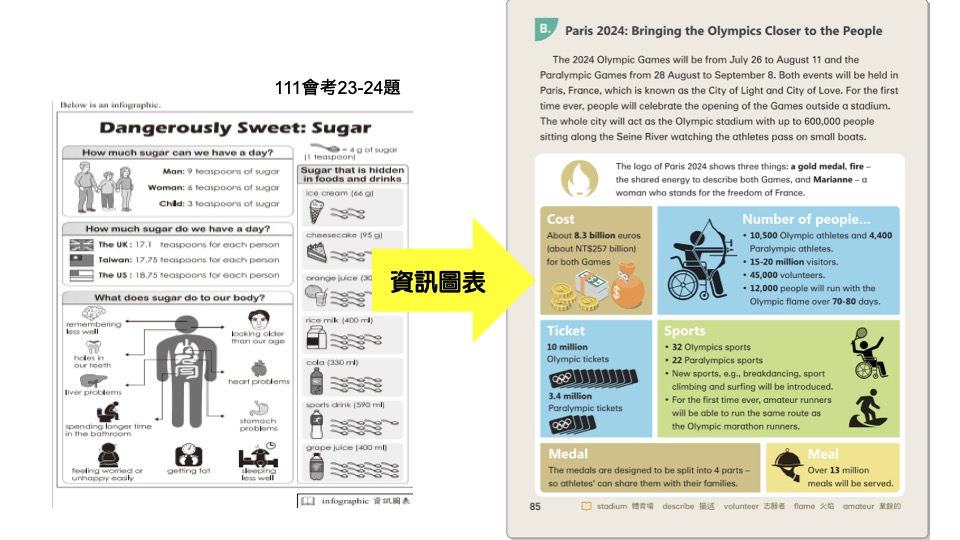 111會考23-24題
Below is an infographic.
Dangerously Sweet: Sugar
How much sugar can we have a day?
Man: 9 teaspoons of sugar
Woman: 6 teaspoons of sugar
Child: 3 teaspoons of sugar
How much sugar do we have a day?
The UK : 17.1 teaspoons for each person
Taiwan: 17.75 teaspoons for each person
The US : 18.75 teaspoons for each person
What does sugar do to our body?
remembering
less well
holes in
our teeth
liver problems
spending longer time
in the bathroom
feeling worried or
unhappy easily
getting fat
sleeping
less well
stomach
problems
heart problems
looking older
than our age
= 4 g of sugar
(1 teaspoon)
Sugar that is hidden
in foods and drinks
ice cream (66 g)
cheesecake (95 g)
orange juice (30
rice milk (400 ml)
cola (330 ml)
sports drink (590 ml)
grape juice (400 ml)
infographic 資訊圖表
資訊圖表
B. Paris 2024: Bringing the Olympics Closer to the People
The 2024 Olympic Games will be from July 26 to August 11 and the
Paralympic Games from 28 August to September 8. Both events will be held in
Paris, France, which is known as the City of Light and City of Love. For the first
time ever, people will celebrate the opening of the Games outside a stadium.
The whole city will act as the Olympic stadium with up to 600,000 people
sitting along the Seine River watching the athletes pass on small boats.
The logo of Paris 2024 shows three things: a gold medal, fire –
the shared energy to describe both Games, and Marianne – a
woman who stands for the freedom of France.
Cost
About 8.3 billion euros
(about NT$257 billion)
for both Games
Number of people...
• 10,500 Olympic athletes and 4,400
Paralympic athletes.
• 15-20 million visitors.
• 45,000 volunteers.
• 12,000 people will run with the
Olympic flame over 70-80 days.
Ticket
10 million
Olympic tickets
3.4 million
Paralympic tickets
Sports
• 32 Olympics sports
• 22 Paralympics sports
• New sports, e.g., breakdancing, sport
climbing and surfing will be introduced.
• For the first time ever, amateur runners
will be able to run the same route as
the Olympic marathon runners.
Medal
The medals are designed to be split into 4 parts –
so athletes' can share them with their families.
Meal
Over 13 million
meals will be served.
85
stadium 體育場 describe 描述 volunteer 志願者 flame 火焰 amateur 業餘的